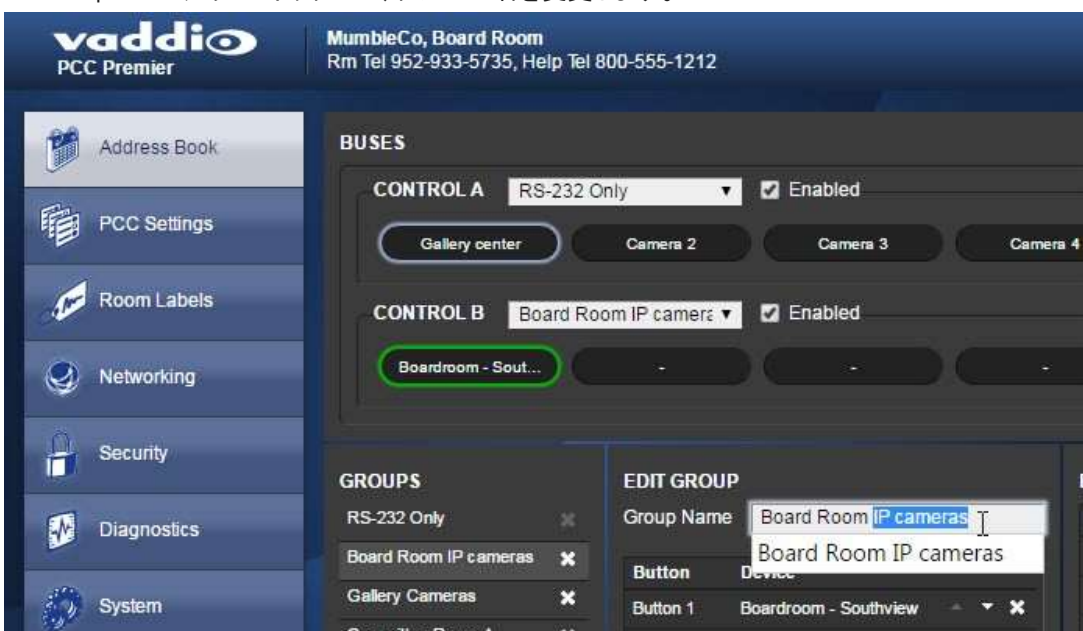 vaddio
PCC Premier
MumbleCo, Board Room
Rm Tel 952-933-5735, Help Tel 800-555-1212
Address Book
PCC Settings
Room Labels
Networking
Security
Diagnostics
System
BUSES
CONTROL A RS-232 Only Enabled
Gallery center Camera 2 Camera 3 Camera 4
CONTROL B Board Room IP camera Enabled
Boardroom - Sout... - - -
GROUPS
RS-232 Only
Board Room IP cameras
Gallery Cameras
EDIT GROUP
Group Name Board Room IP cameras
Board Room IP cameras
Button Device
Button 1 Boardroom - Southview